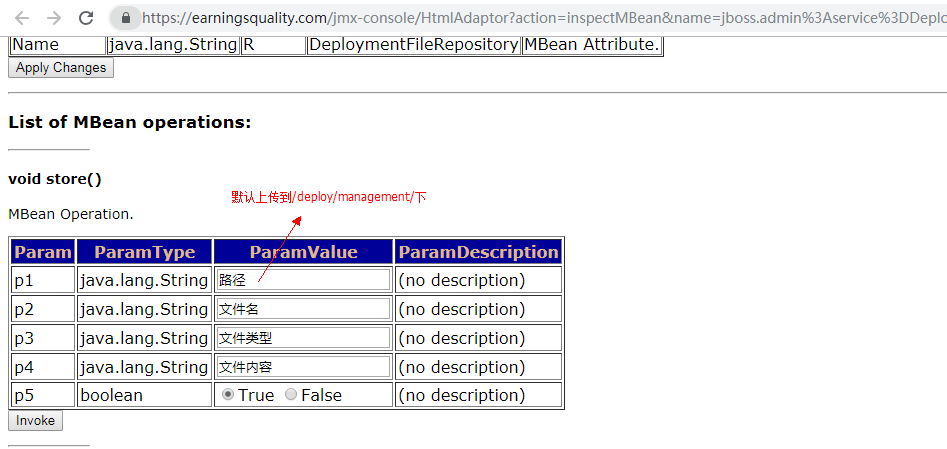 https://earningsquality.com/jmx-console/HtmlAdaptor?action=inspectMBean&name=jboss.admin%3Aservice%3DDeplo
Name java.lang.String R DeploymentFileRepository MBean Attribute.
Apply Changes
List of MBean operations:
void store()
默认上传到/deploy/management/下
MBean Operation.
Param ParamType ParamValue ParamDescription
p1 java.lang.String 路径 (no description)
p2 java.lang.String 文件名 (no description)
p3 java.lang.String 文件类型 (no description)
p4 java.lang.String 文件内容 (no description)
p5 boolean True False (no description)
Invoke